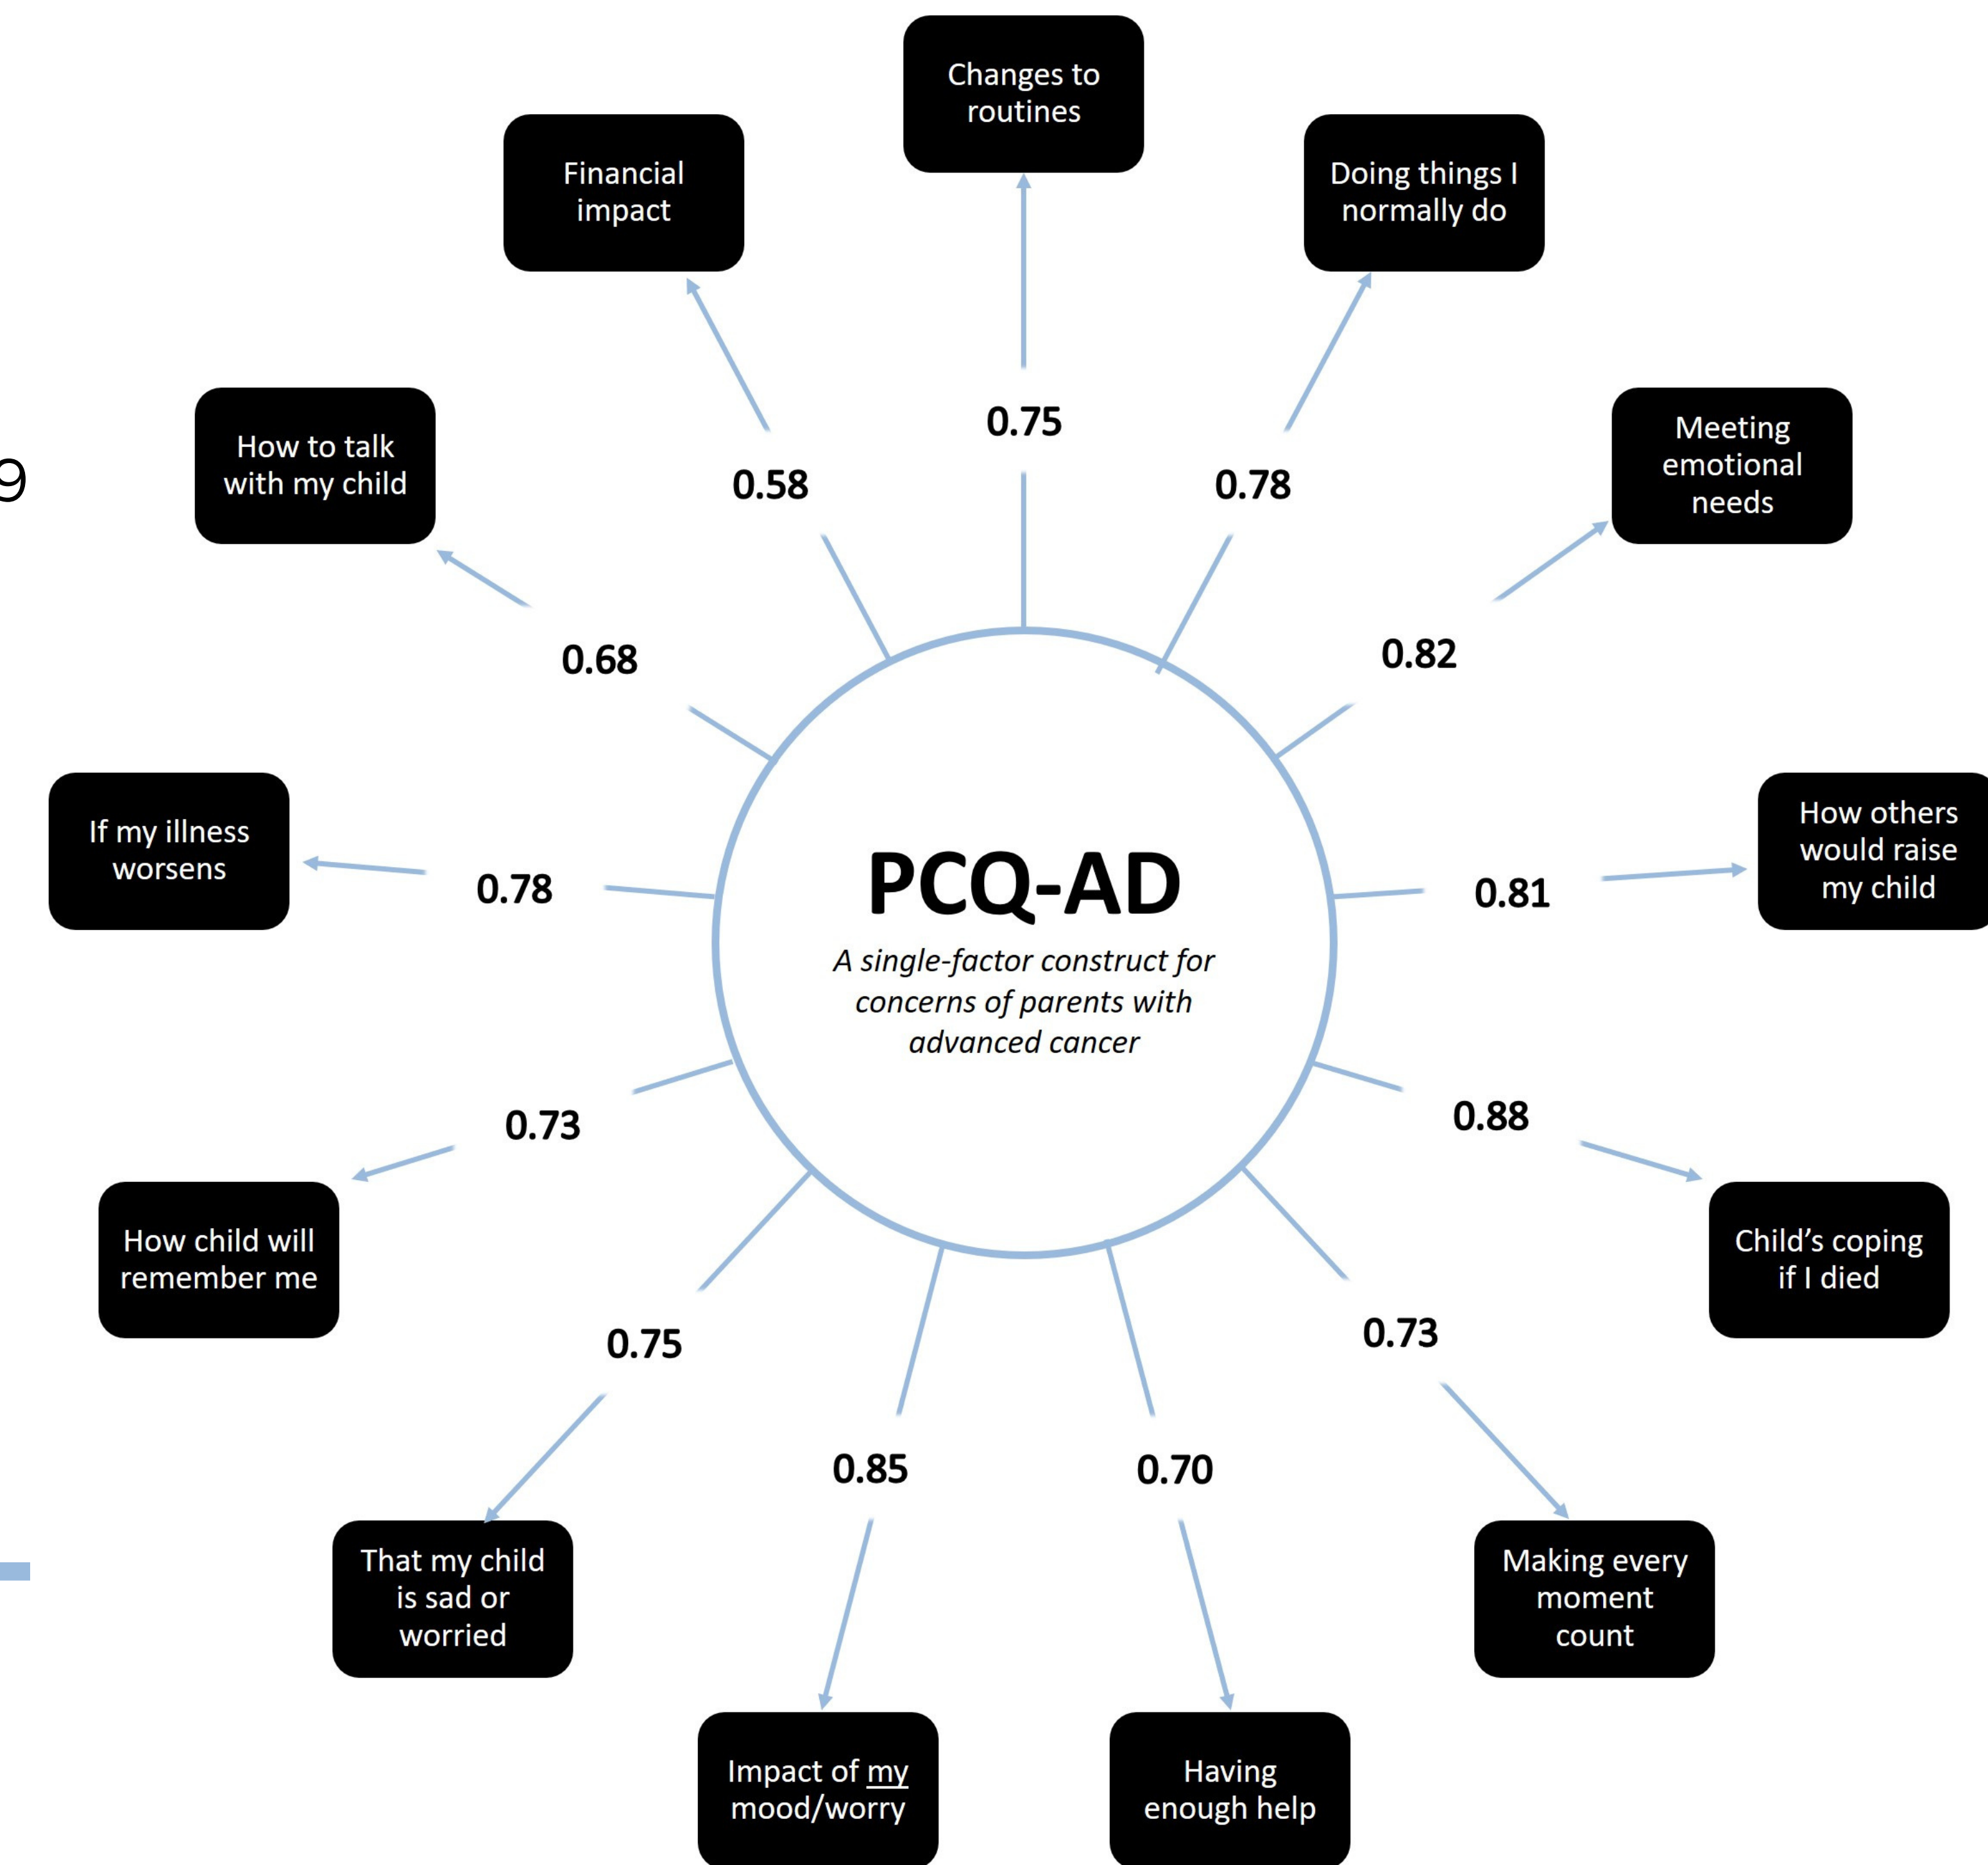 Changes to
routines
Financial
impact
Doing things I
normally do
How to talk
with my child
Meeting
emotional
needs
9
0.75
0.58
0.78
0.68
0.82
If my illness
worsens
How others
would raise
my child
0.78
0.81
PCQ-AD
A single-factor construct for
concerns of parents with
advanced cancer
0.73
0.88
How child will
remember me
Child’s coping
if I died
0.75
0.73
0.85
0.70
That my child
is sad or
worried
Making every
moment
count
Impact of my
mood/worry
Having
enough help